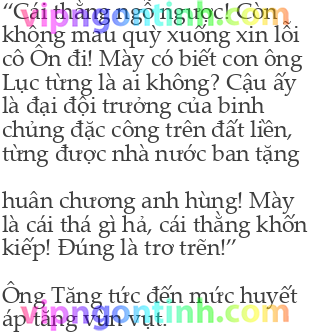 “Cái thằng ngỗ ngược! Còn
không mau quỳ xuống xin lỗi
cô Ôn đi! Mày có biết con ông
Lục từng là ai không? Cậu ấy
là đại đội trưởng của binh
chủng đặc công trên đất liền,
từng được nhà nước ban tặng
huân chương anh hùng! Mày
là cái thá gì hả, cái thằng khốn
kiếp! Đúng là trơ trẽn!”
Ông Tăng tức đến mức huyết
áp tăng vùn vụt.
vipngontinh.com
vipngontinh.com